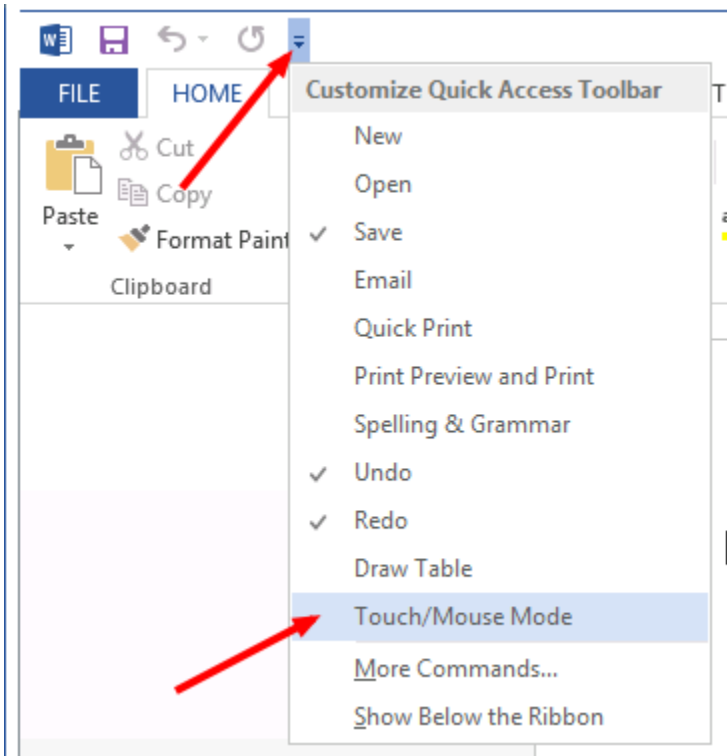 FILE
HOME
Cut
Copy
Paste
Format Paint
Clipboard
Customize Quick Access Toolbar
New
Open
Save
Email
Quick Print
Print Preview and Print
Spelling & Grammar
Undo
Redo
Draw Table
Touch/Mouse Mode
More Commands...
Show Below the Ribbon